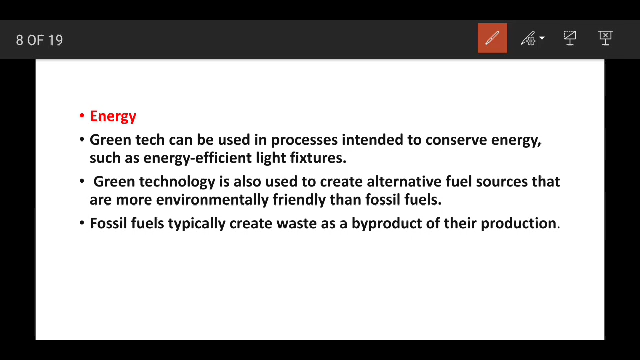 8 OF 19
• Energy
• Green tech can be used in processes intended to conserve energy,
such as energy-efficient light fixtures.
• Green technology is also used to create alternative fuel sources that
are more environmentally friendly than fossil fuels.
• Fossil fuels typically create waste as a byproduct of their production.